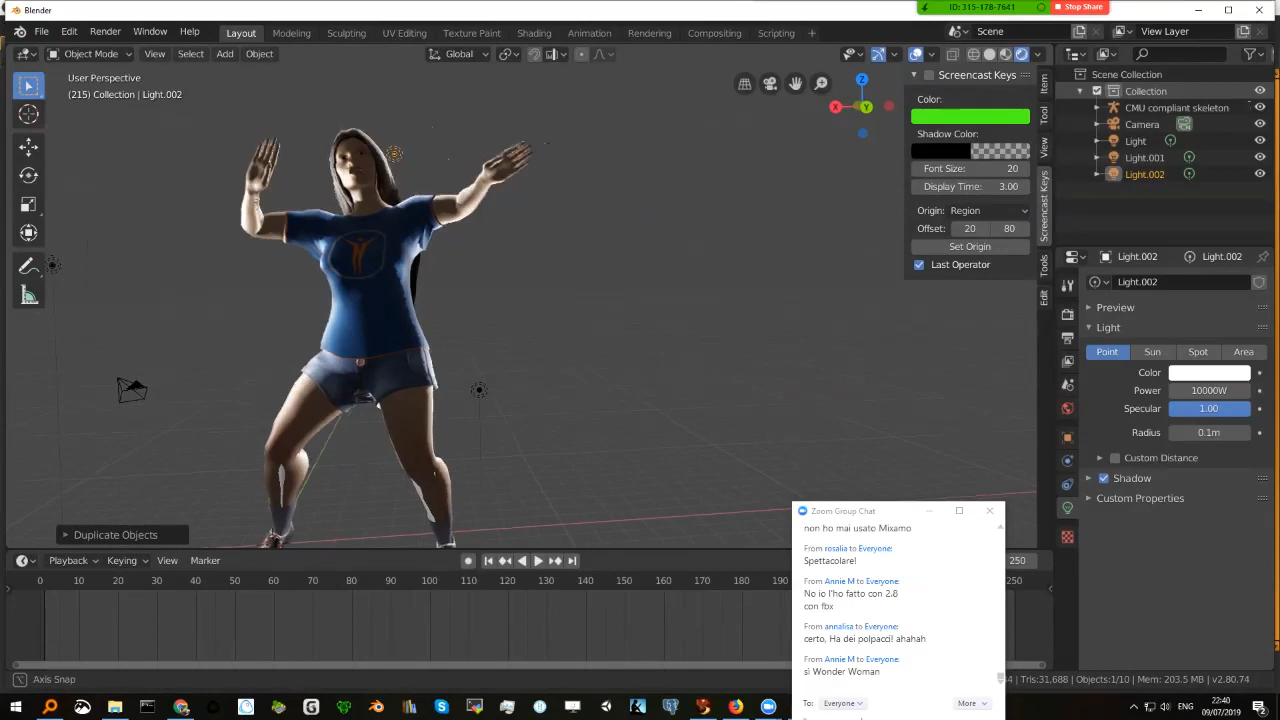 Blender
ID: 315-178-7641
Stop Share
File Edit Render Window Help
Layout Modeling Sculpting UV Editing Texture Paint Shading Animation Rendering Compositing Scripting +
Scene
View Layer
Object Mode View Select Add Object
Global
User Perspective
(215) Collection | Light.002
Z
X
Y
Screencast Keys
Color:
Shadow Color:
Font Size: 20
Display Time: 3.00
Origin: Region
Offset: 20 80
Set Origin
Last Operator
Item
Tool
View
Screencast Keys
Tools
Edit
Scene Collection
Collection
CMU compliant skeleton
Camera
Light
Light.001
Light.002
Light.002 Light.002
Light.002
Preview
Light
Point Sun Spot Area
Color
Power 10000W
Specular 1.00
Radius 0.1m
Custom Distance
Shadow
Custom Properties
Duplicate Objects
Playback View Marker
250
0 10 20 30 40 50 60 70 80 90 100 110 120 130 140 150 160 170 180 190
250
Zoom Group Chat
non ho mai usato Mixamo
From rosalia to Everyone:
Spettacolare!
From Annie M to Everyone:
No io l'ho fatto con 2.8
con fbx
From annalisa to Everyone:
certo, Ha dei polpacci! ahahah
From Annie M to Everyone:
sì Wonder Woman
To: Everyone More
Axis Snap
4 | Tris:31,688 | Objects:1/10 | Mem: 263.5 MB | v2.80.74
ENG
22:40
09/07/2019